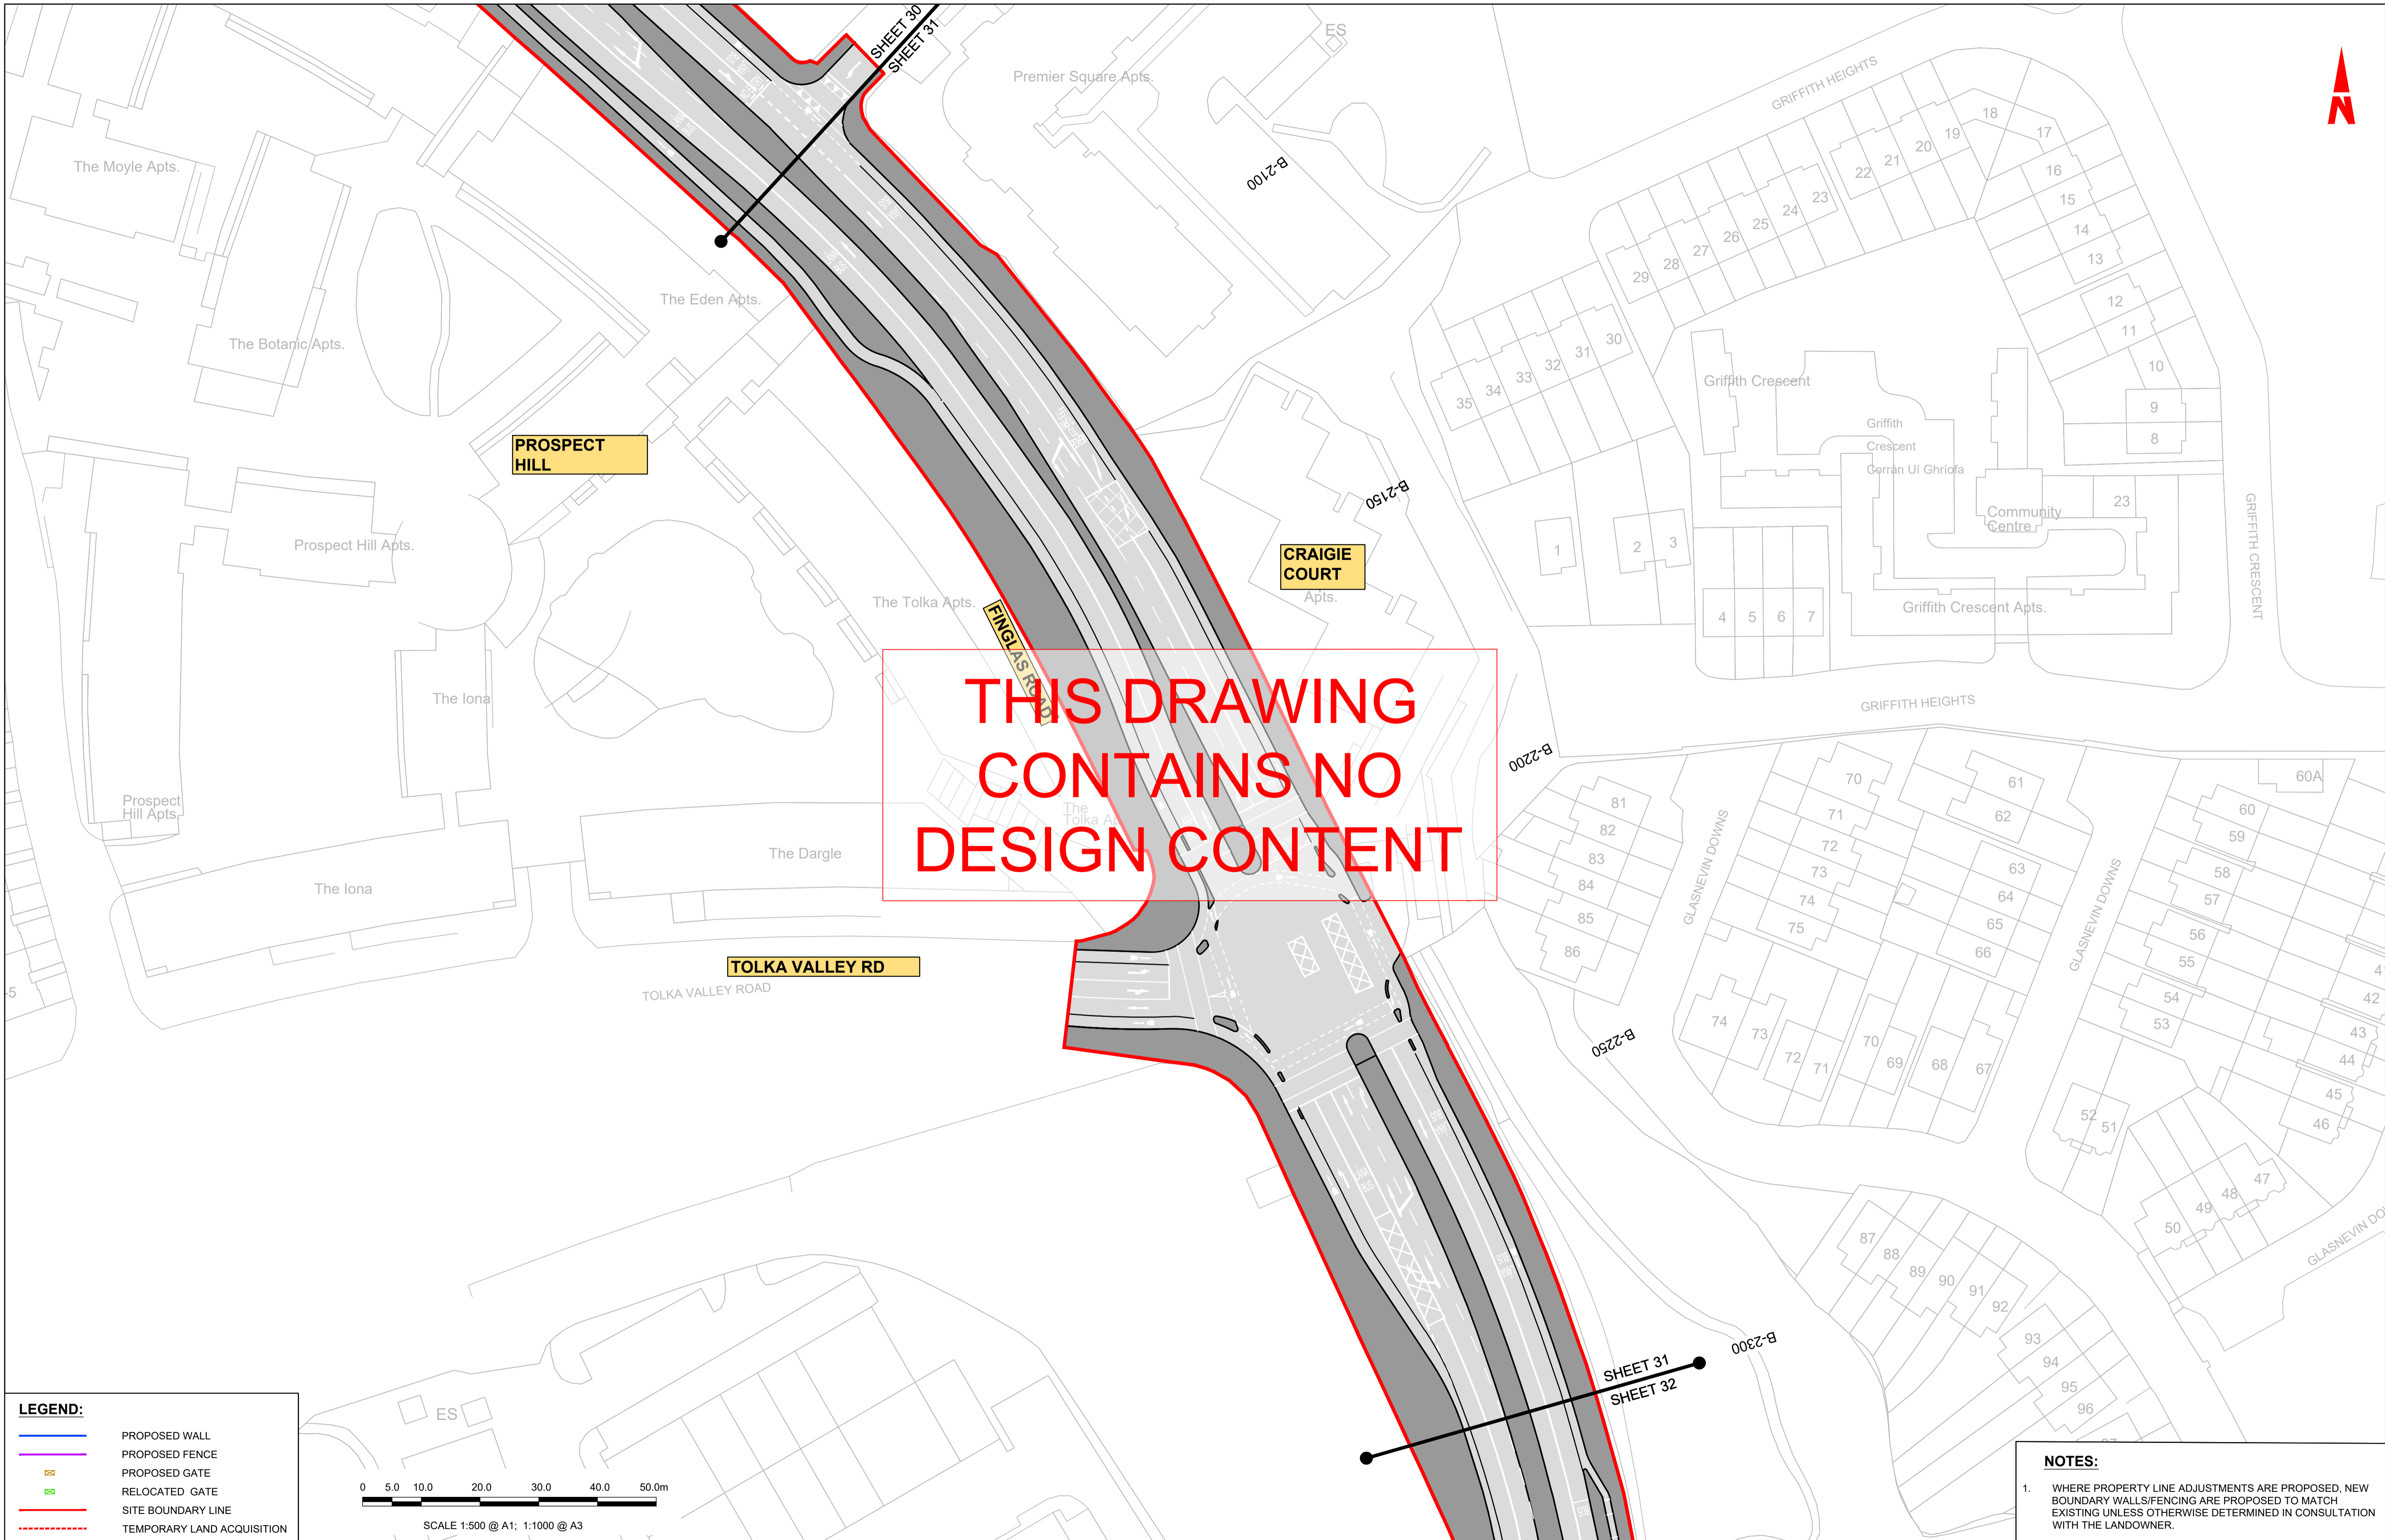 SHEET 30
SHEET 31
ES
Premier Square Apts.
GRIFFITH HEIGHTS
N
The Moyle Apts.
B-2100
18
17
19
20
21
22
16
15
14
13
23
24
25
26
27
28
29
12
11
10
9
8
The Eden Apts.
The Botanic Apts.
30
31
32
33
34
35
Griffith Crescent
Griffith
Crescent
Corrán Uí Ghríofa
PROSPECT
HILL
B-2150
Community
Centre
23
GRIFFITH CRESCENT
Prospect Hill Apts.
CRAIGIE
COURT
Apts.
1
2
3
4
5
6
7
Griffith Crescent Apts.
The Tolka Apts.
FINGLAS ROAD
The Iona
GRIFFITH HEIGHTS
THIS DRAWING
CONTAINS NO
DESIGN CONTENT
B-2200
Prospect
Hill Apts.
The
Tolka Ap
The Dargle
The Iona
81
82
83
84
85
86
GLASNEVIN DOWNS
70
71
72
73
74
75
61
62
63
64
65
66
GLASNEVIN DOWNS
60A
60
59
58
57
56
55
54
53
42
43
44
45
46
TOLKA VALLEY RD
TOLKA VALLEY ROAD
-5
B-2250
74
73
72
71
70
69
68
67
52
51
50
49
48
47
GLASNEVIN DO
87
88
89
90
91
92
93
94
95
96
97
B-2300
SHEET 31
SHEET 32
ES
LEGEND:
PROPOSED WALL
PROPOSED FENCE
PROPOSED GATE
RELOCATED GATE
SITE BOUNDARY LINE
TEMPORARY LAND ACQUISITION
0 5.0 10.0 20.0 30.0 40.0 50.0m
SCALE 1:500 @ A1; 1:1000 @ A3
NOTES:
1. WHERE PROPERTY LINE ADJUSTMENTS ARE PROPOSED, NEW
BOUNDARY WALLS/FENCING ARE PROPOSED TO MATCH
EXISTING UNLESS OTHERWISE DETERMINED IN CONSULTATION
WITH THE LANDOWNER.